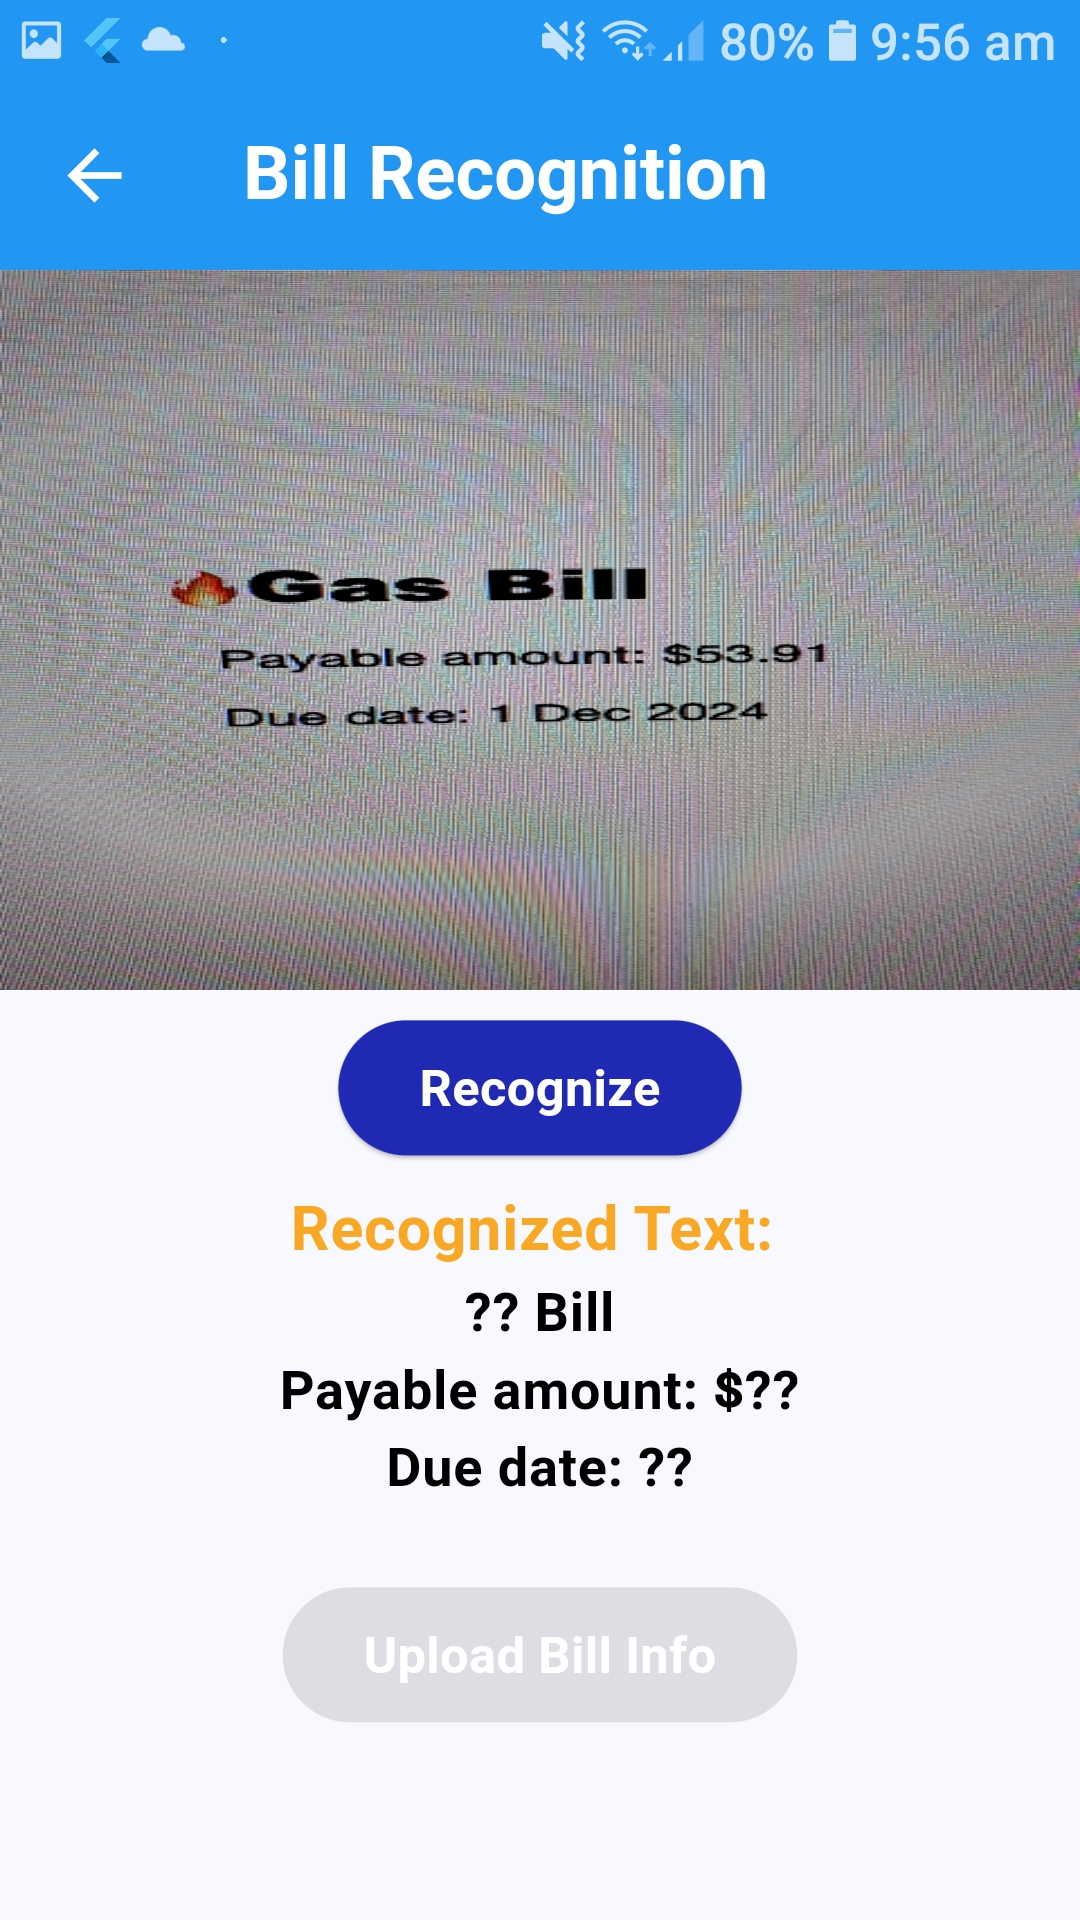 80% 9:56 am
Bill Recognition
Gas Bill
Payable amount: $53.91
Due date: 1 Dec 2024
Recognize
Recognized Text:
?? Bill
Payable amount: $??
Due date: ??
Upload Bill Info